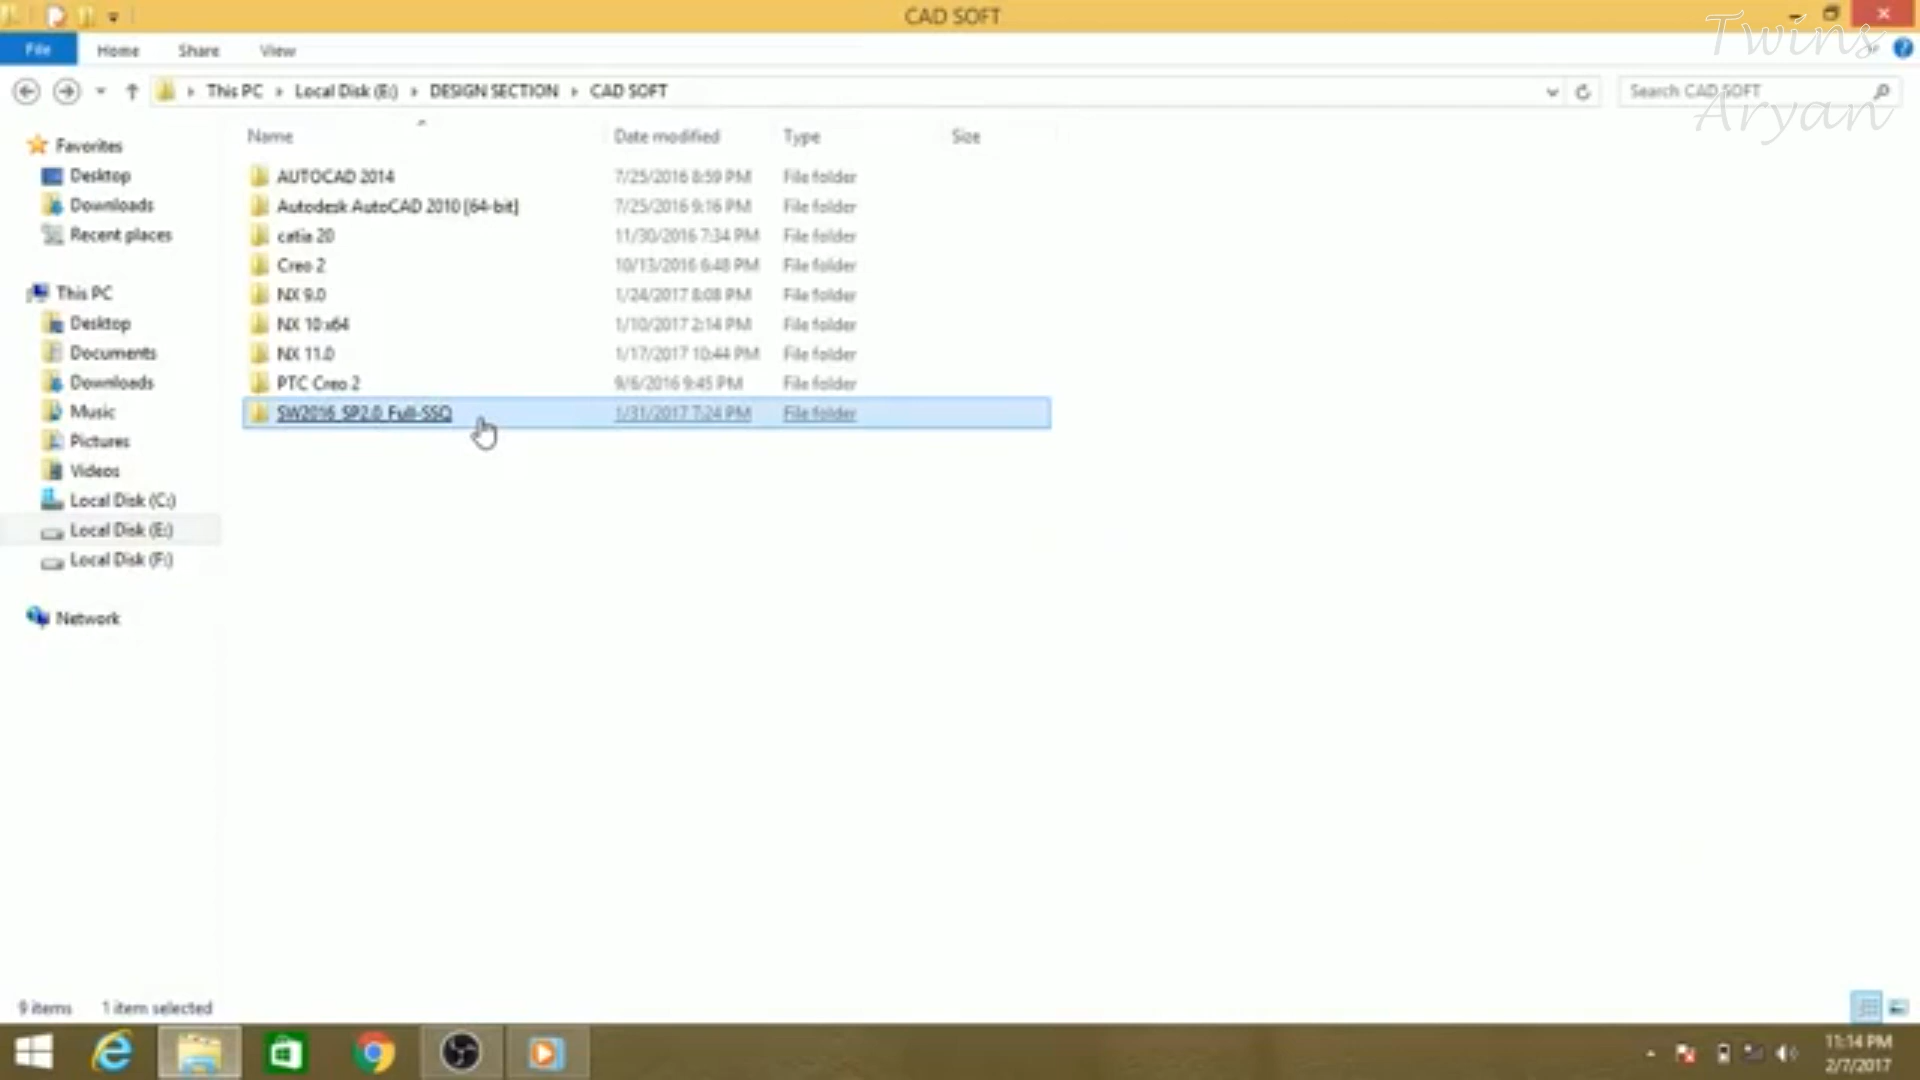 CAD SOFT
Twins
Aryan
File Home Share View
This PC Local Disk (E:) DESIGN SECTION CAD SOFT
Search CAD SOFT
Name Date modified Type Size
Favorites
Desktop
Downloads
Recent places
This PC
Desktop
Documents
Downloads
Music
Pictures
Videos
Local Disk (C:)
Local Disk (E:)
Local Disk (F:)
Network
AUTOCAD 2014 7/25/2016 8:59 PM File folder
Autodesk AutoCAD 2010 [64-bit] 7/25/2016 9:16 PM File folder
catia 20 11/30/2016 7:34 PM File folder
Creo 2 10/13/2016 6:48 PM File folder
NX 9.0 1/24/2017 8:08 PM File folder
NX 10 x64 1/10/2017 2:14 PM File folder
NX 11.0 1/17/2017 10:44 PM File folder
PTC Creo 2 9/6/2016 9:45 PM File folder
SW2016_SP2.0_Full-SSQ 1/31/2017 7:24 PM File folder
9 items 1 item selected
11:14 PM
2/7/2017